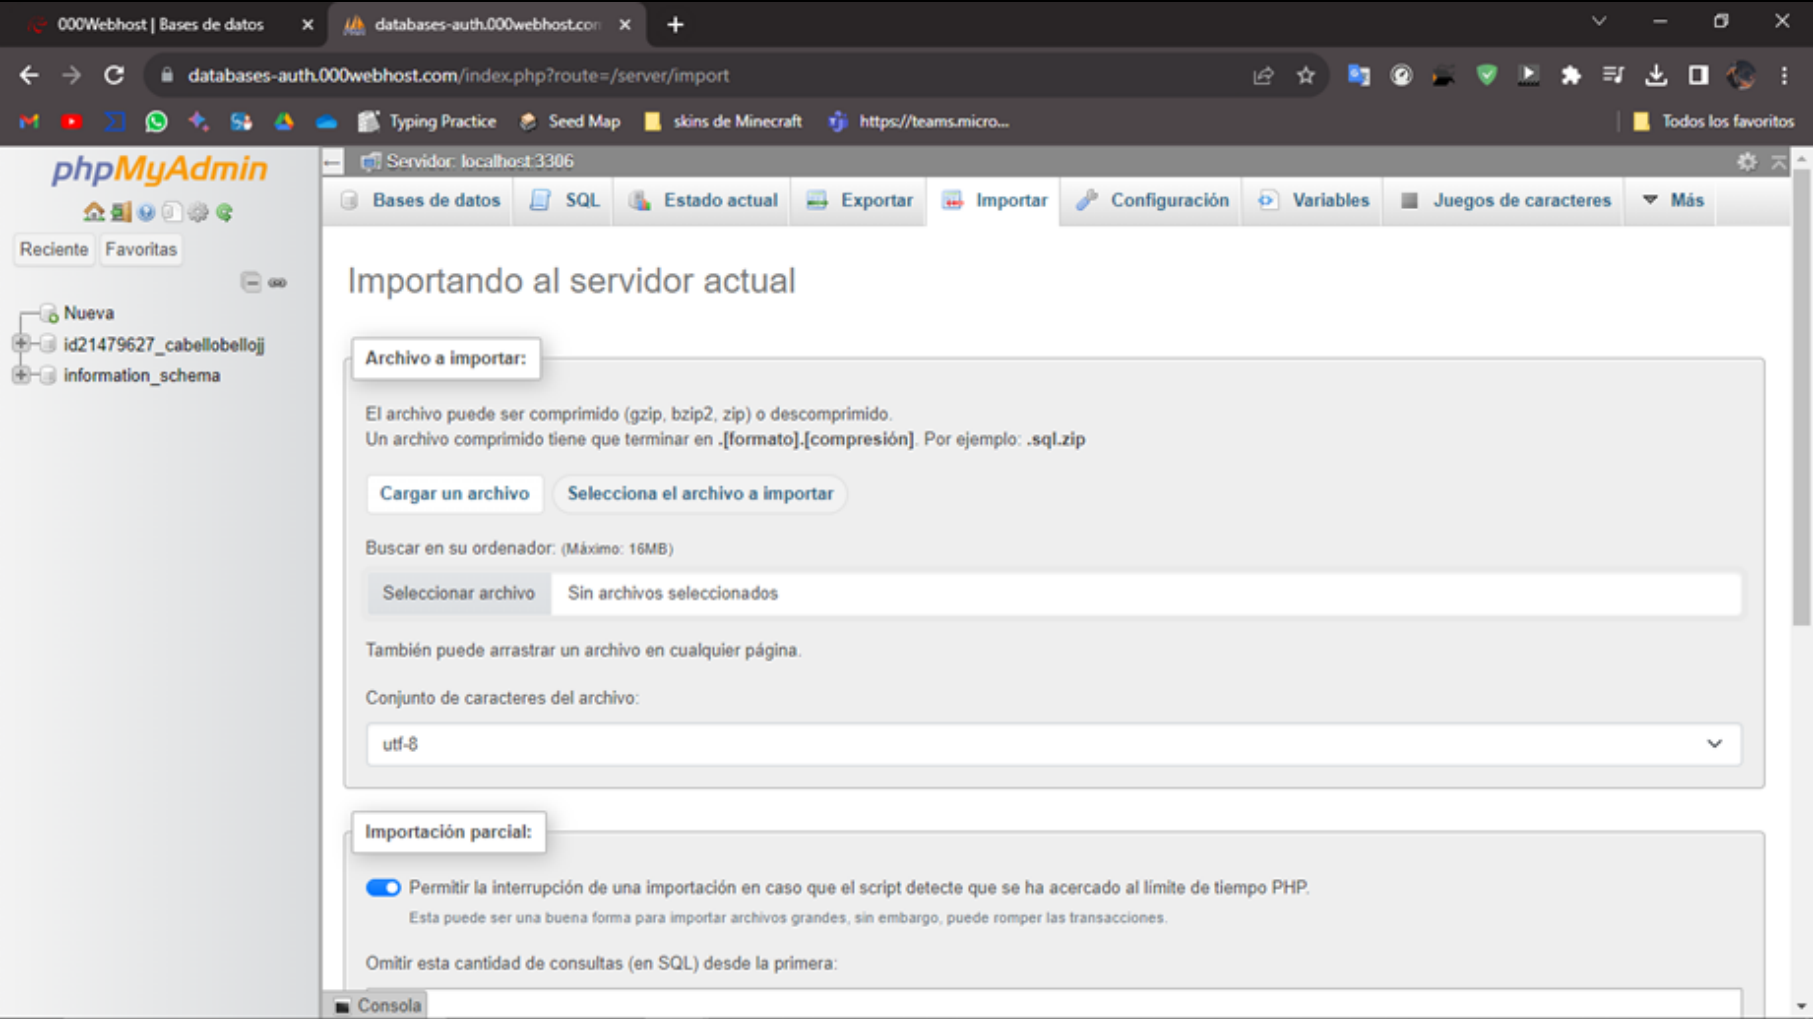 000Webhost | Bases de datos
databases-auth.000webhost.con
databases-auth.000webhost.com/index.php?route=/server/import
Typing Practice
Seed Map
skins de Minecraft
https://teams.micro...
Todos los favoritos
phpMyAdmin
Reciente
Favoritas
Nueva
id21479627_cabellobellojj
information_schema
Servidor: localhost:3306
Bases de datos
SQL
Estado actual
Exportar
Importar
Configuración
Variables
Juegos de caracteres
Más
Importando al servidor actual
Archivo a importar:
El archivo puede ser comprimido (gzip, bzip2, zip) o descomprimido.
Un archivo comprimido tiene que terminar en .[formato].[compresión]. Por ejemplo: .sql.zip
Cargar un archivo
Selecciona el archivo a importar
Buscar en su ordenador: (Máximo: 16MB)
Seleccionar archivo
Sin archivos seleccionados
También puede arrastrar un archivo en cualquier página.
Conjunto de caracteres del archivo:
utf-8
Importación parcial:
Permitir la interrupción de una importación en caso que el script detecte que se ha acercado al límite de tiempo PHP.
Esta puede ser una buena forma para importar archivos grandes, sin embargo, puede romper las transacciones.
Omitir esta cantidad de consultas (en SQL) desde la primera:
Consola